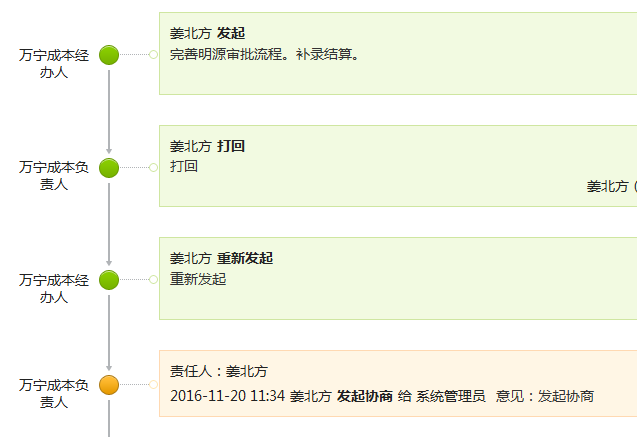 万宁成本经
办人
姜北方 发起
完善明源审批流程。补录结算。
万宁成本负
责人
姜北方 打回
打回
姜北方 (
万宁成本经
办人
姜北方 重新发起
重新发起
万宁成本负
责人
责任人：姜北方
2016-11-20 11:34 姜北方 发起协商 给 系统管理员 意见：发起协商